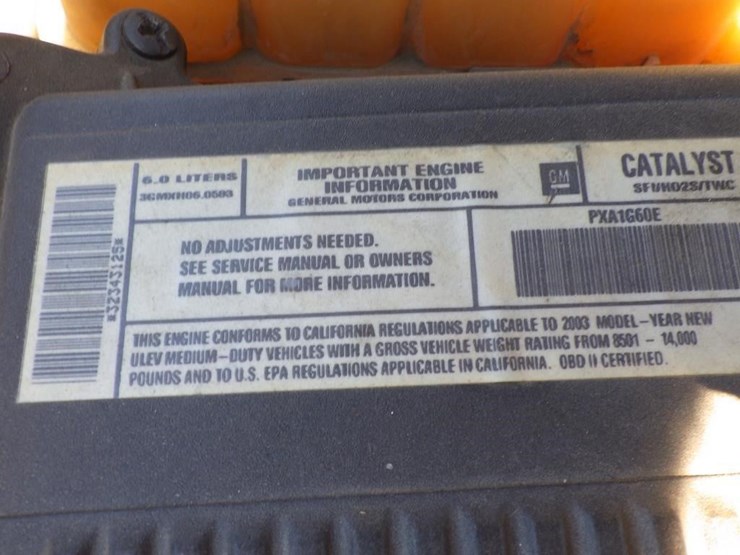 *32343125*
6.0 LITERS
3GMXH06.0583
IMPORTANT ENGINE
INFORMATION
GENERAL MOTORS CORPORATION
GM
CATALYST
SFI/HO2S/TWC
NO ADJUSTMENTS NEEDED.
SEE SERVICE MANUAL OR OWNERS
MANUAL FOR MORE INFORMATION.
PXA1G60E
THIS ENGINE CONFORMS TO CALIFORNIA REGULATIONS APPLICABLE TO 2003 MODEL-YEAR NEW
ULEV MEDIUM-DUTY VEHICLES WITH A GROSS VEHICLE WEIGHT RATING FROM 8501 - 14,000
POUNDS AND TO U.S. EPA REGULATIONS APPLICABLE IN CALIFORNIA. OBD II CERTIFIED.